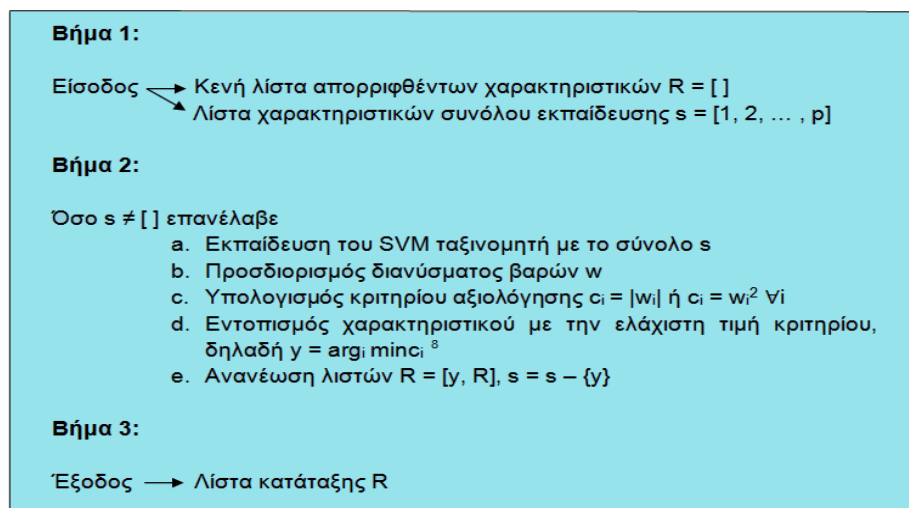 Βήμα 1:
Είσοδος Κενή λίστα απορριφθέντων χαρακτηριστικών R = [ ]
Λίστα χαρακτηριστικών συνόλου εκπαίδευσης s = [1, 2, … , p]
Βήμα 2:
Όσο s ≠ [ ] επανέλαβε
a. Εκπαίδευση του SVM ταξινομητή με το σύνολο s
b. Προσδιορισμός διανύσματος βαρών w
c. Υπολογισμός κριτηρίου αξιολόγησης cᵢ = |wᵢ| ή cᵢ = wᵢ² ∀i
d. Εντοπισμός χαρακτηριστικού με την ελάχιστη τιμή κριτηρίου,
δηλαδή y = argᵢ mincᵢ ⁸
e. Ανανέωση λιστών R = [y, R], s = s – {y}
Βήμα 3:
Έξοδος Λίστα κατάταξης R